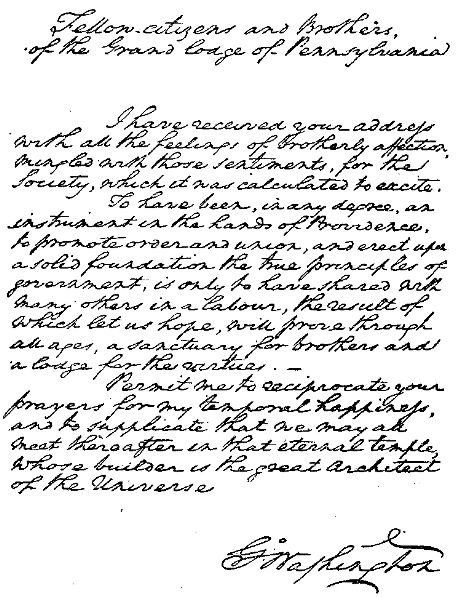 Fellow-citizens and Brothers,
of the Grand lodge of Pennsylvania
I have received your address
with all the feelings of brotherly affection,
mingled with those sentiments, for the
Society, which it was calculated to excite.
To have been, in any degree, an
instrument in the hands of Providence,
to promote order and union, and erect upon
a solid foundation the true principles of
government, is only to have shared with
many others in a labour, the result of
which let us hope, will prove through
all ages, a sanctuary for brothers and
a lodge for the virtues. —
Permit me to reciprocate your
prayers for my temporal happiness,
and to supplicate that we may all
meet thereafter in that eternal temple,
whose builder is the great Architect
of the Universe
Go Washington